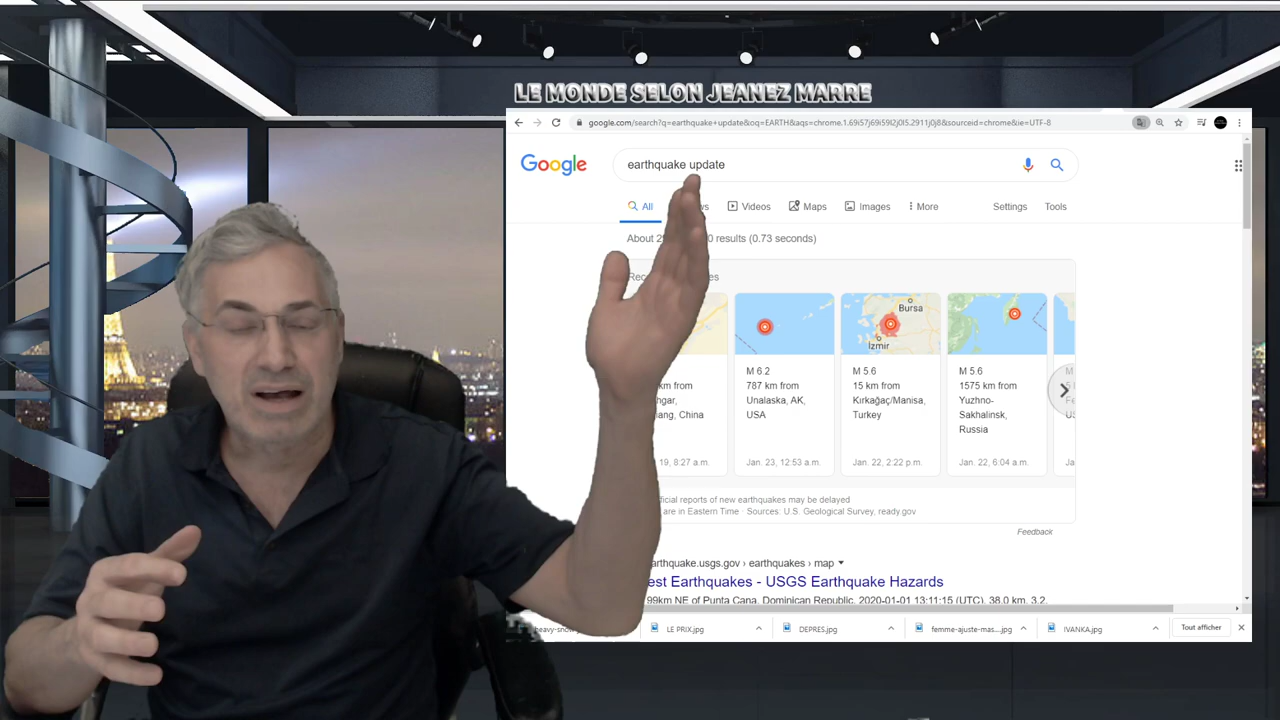 LE MONDE SELON JEANEZ MARRE
google.com/search?q=earthquake+update&oq=EARTH&aqs=chrome.1.69i57j69i59l2j0l5.2911j0j8&sourceid=chrome&ie=UTF-8
Google
earthquake update
All Videos Maps Images More Settings Tools
About results (0.73 seconds)
M 6.2
787 km from
Unalaska, AK,
USA
Jan. 23, 12:53 a.m.
Bursa
İzmir
M 5.6
15 km from
Kırkağaç/Manisa,
Turkey
Jan. 22, 2:22 p.m.
M 5.6
1575 km from
Yuzhno-
Sakhalinsk,
Russia
Jan. 22, 6:04 a.m.
km from
China
19, 8:27 a.m.
reports of new earthquakes may be delayed
are in Eastern Time · Sources: U.S. Geological Survey, ready.gov
Feedback
earthquake.usgs.gov › earthquakes › map
Earthquakes - USGS Earthquake Hazards
99km NE of Punta Cana, Dominican Republic. 2020-01-01 13:11:15 (UTC). 38.0 km. 3.2.
LE PRIX.jpg DEPRES.jpg femme-ajuste-mas....jpg IVANKA.jpg Tout afficher